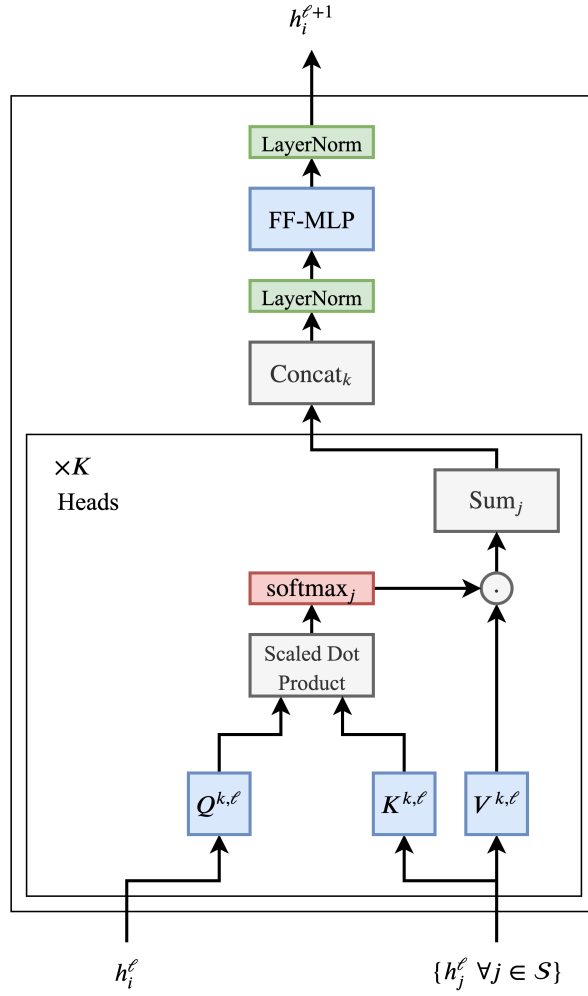 h_i^{ℓ+1}
LayerNorm
FF-MLP
LayerNorm
Concat_k
×K
Heads
Sum_j
softmax_j
.
Scaled Dot
Product
Q^{k,ℓ}
K^{k,ℓ}
V^{k,ℓ}
h_i^ℓ
{h_j^ℓ ∀j ∈ 𝒮}